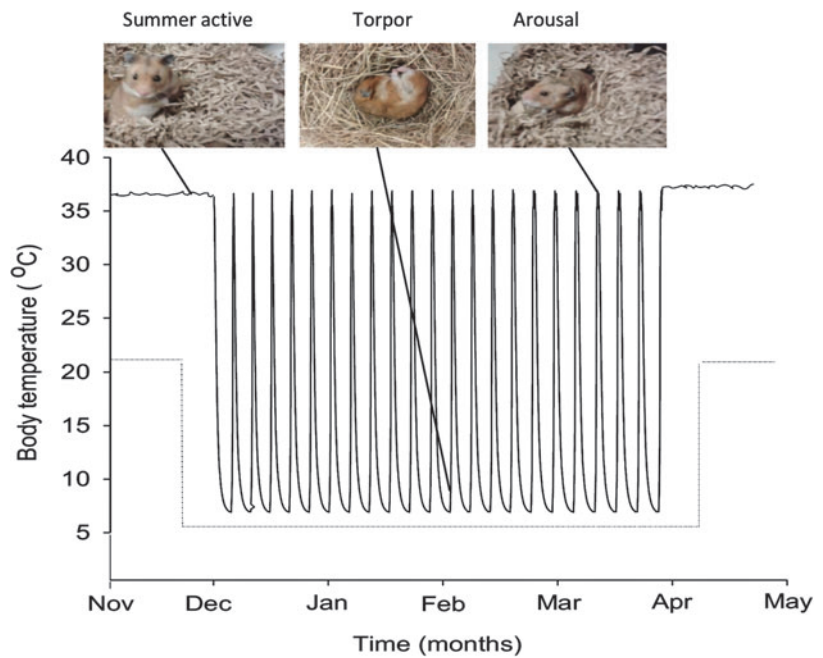 Summer active Torpor Arousal
40
35
30
25
20
15
10
5
Body temperature ( ⁰C)
Nov Dec Jan Feb Mar Apr May
Time (months)